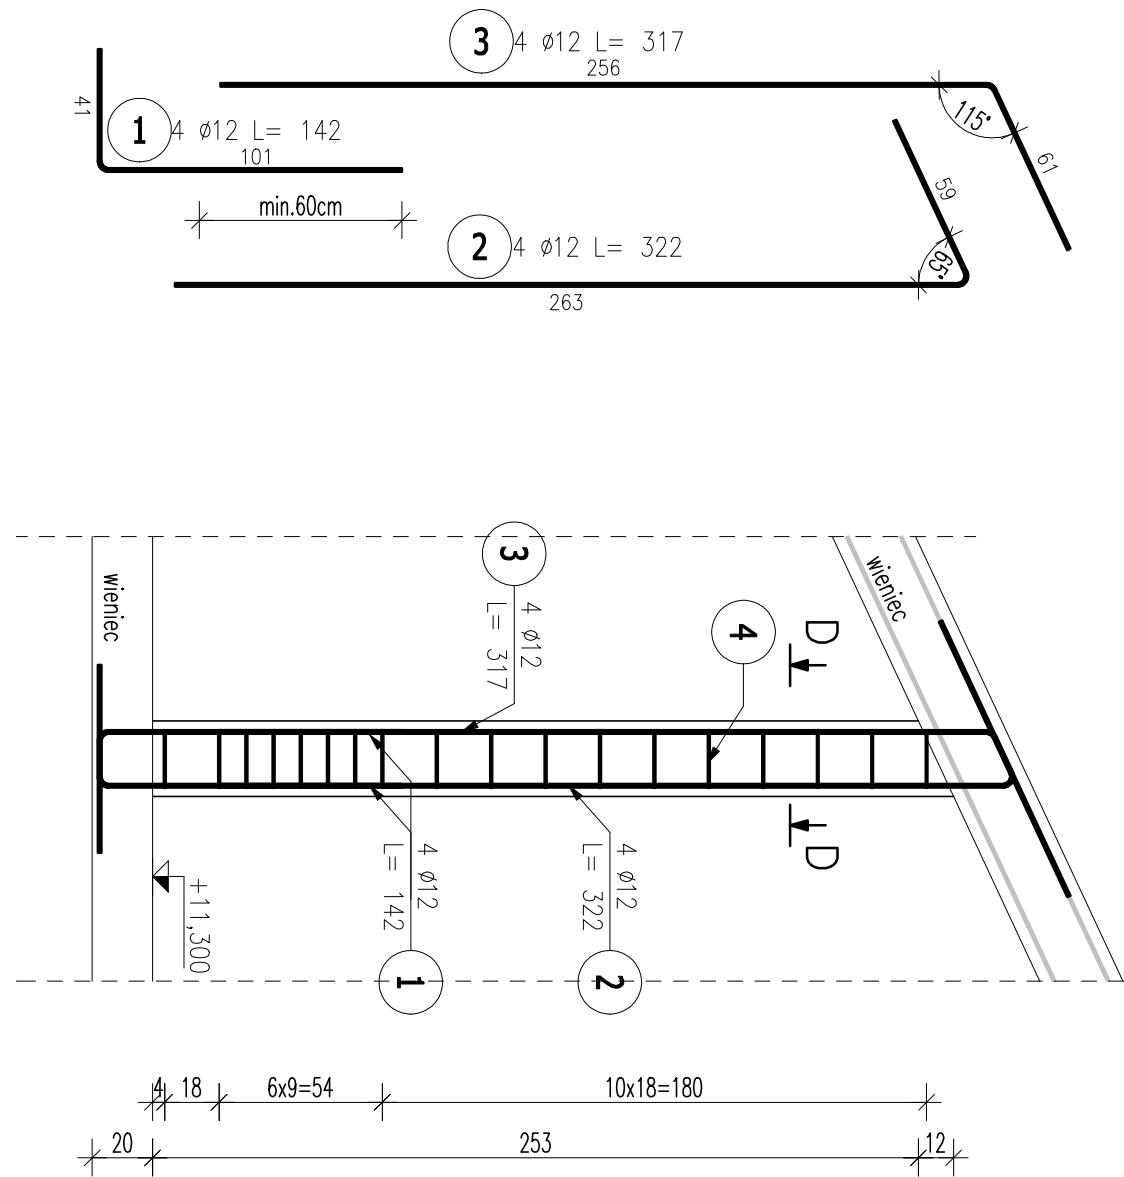 3 4 ø12 L= 317
256
41
1 4 ø12 L= 142
101
115°
61
59
min.60cm
2 4 ø12 L= 322
65°
263
3
wieniec
wieniec
4 ø12
L= 317
4
D
D
4 ø12
L= 142
4 ø12
L= 322
+11,300
1
2
4 18 6x9=54 10x18=180
20 253 12